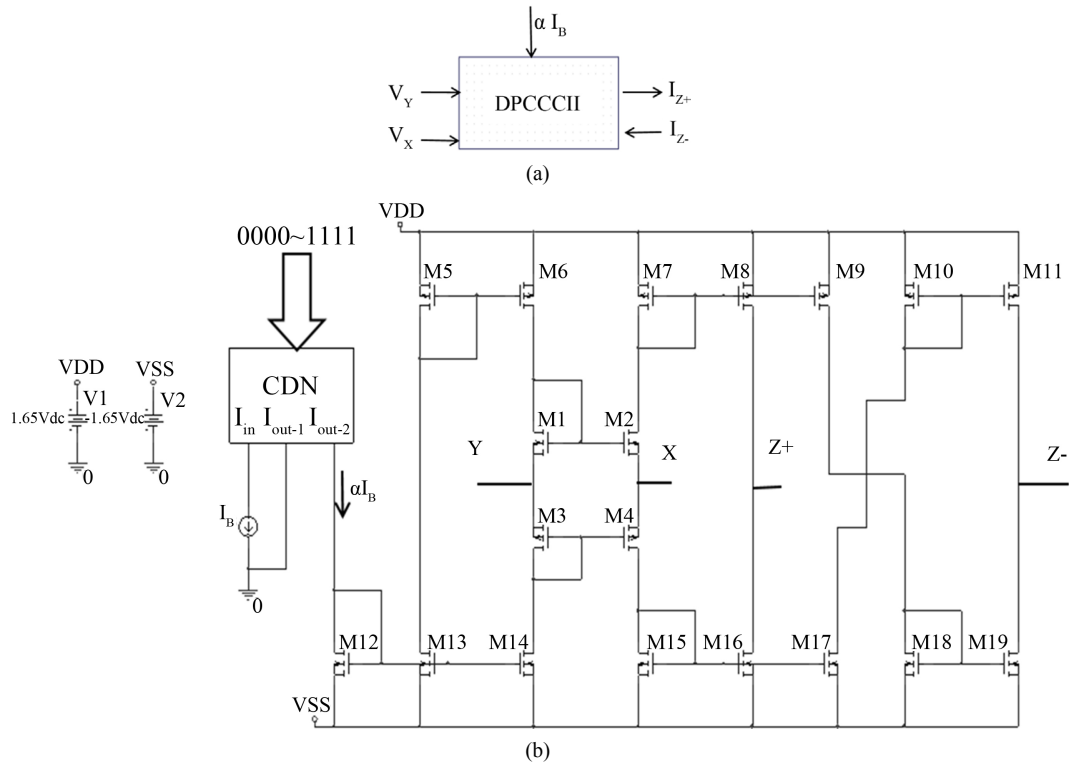 α I_B
V_Y
V_X
DPCCCII
I_Z+
I_Z-
(a)
VDD
0000~1111
M5 M6 M7 M8 M9 M10 M11
VDD VSS
V1 V2
1.65Vdc -1.65Vdc
0 0
CDN
I_in I_out-1 I_out-2
M1 M2
Y X Z+ Z-
αI_B
I_B
M3 M4
0
M12 M13 M14 M15 M16 M17 M18 M19
VSS
(b)